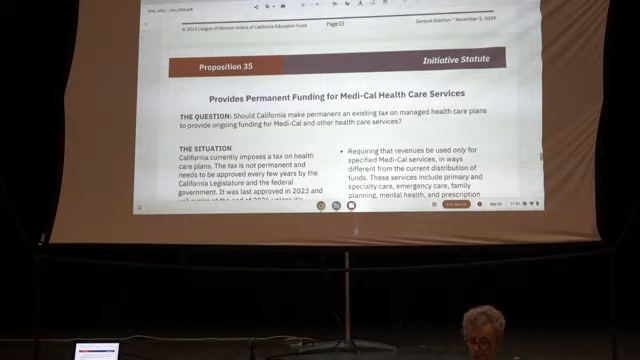 © 2024 League of Women Voters of California Education Fund
Page 15
General Election * November 5, 2024
Proposition 35
Initiative Statute
Provides Permanent Funding for Medi-Cal Health Care Services
THE QUESTION: Should California make permanent an existing tax on managed health care plans
to provide ongoing funding for Medi-Cal and other health care services?
THE SITUATION
California currently imposes a tax on health
care plans. The tax is not permanent and
needs to be approved every few years by the
California Legislature and the federal
government. It was last approved in 2023 and
• Requiring that revenues be used only for
specified Medi-Cal services, in ways
different from the current distribution of
funds. These services include primary and
specialty care, emergency care, family
planning, mental health, and prescription